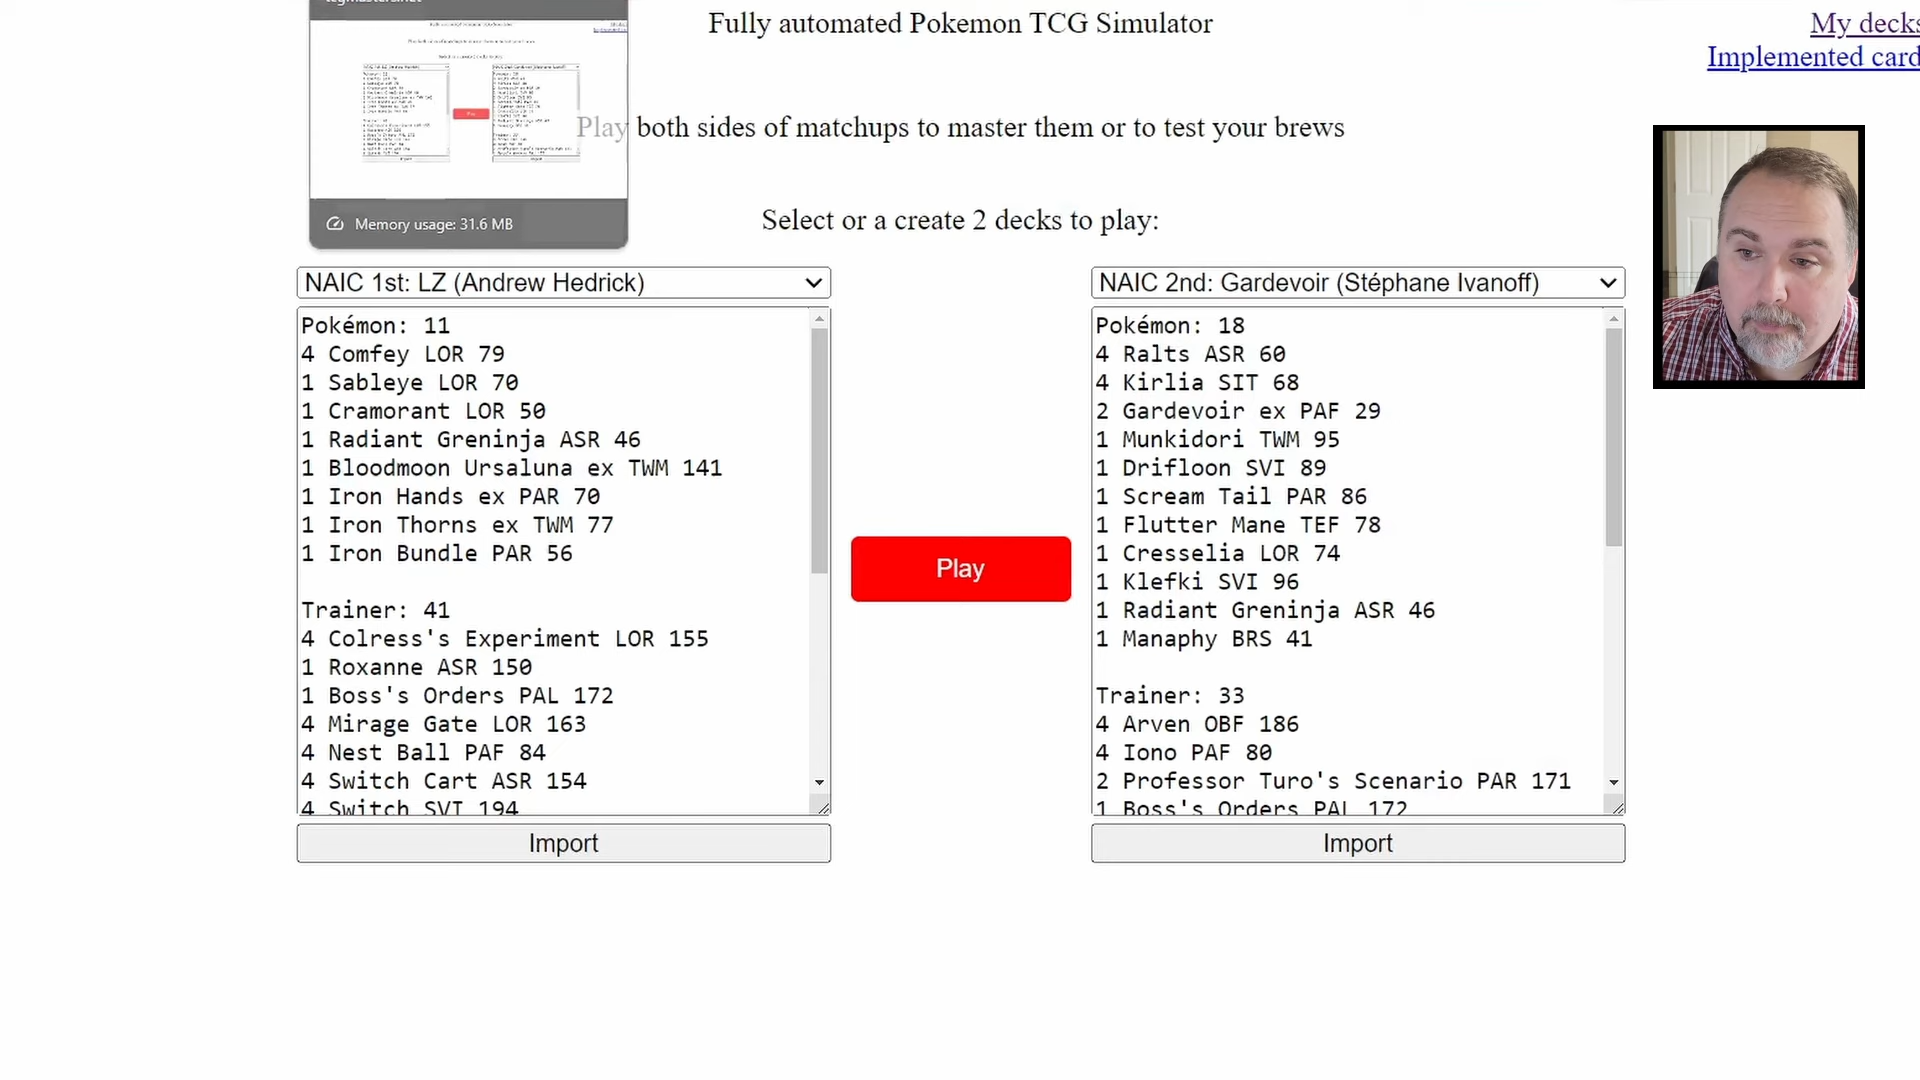 Fully automated Pokemon TCG Simulator
My decks
Implemented card
Play both sides of matchups to master them or to test your brews
Memory usage: 31.6 MB
Select or a create 2 decks to play:
NAIC 1st: LZ (Andrew Hedrick)
Pokémon: 11
4 Comfey LOR 79
1 Sableye LOR 70
1 Cramorant LOR 50
1 Radiant Greninja ASR 46
1 Bloodmoon Ursaluna ex TWM 141
1 Iron Hands ex PAR 70
1 Iron Thorns ex TWM 77
1 Iron Bundle PAR 56
Trainer: 41
4 Colress's Experiment LOR 155
1 Roxanne ASR 150
1 Boss's Orders PAL 172
4 Mirage Gate LOR 163
4 Nest Ball PAF 84
4 Switch Cart ASR 154
4 Switch SVI 194
Import
Play
NAIC 2nd: Gardevoir (Stéphane Ivanoff)
Pokémon: 18
4 Ralts ASR 60
4 Kirlia SIT 68
2 Gardevoir ex PAF 29
1 Munkidori TWM 95
1 Drifloon SVI 89
1 Scream Tail PAR 86
1 Flutter Mane TEF 78
1 Cresselia LOR 74
1 Klefki SVI 96
1 Radiant Greninja ASR 46
1 Manaphy BRS 41
Trainer: 33
4 Arven OBF 186
4 Iono PAF 80
2 Professor Turo's Scenario PAR 171
1 Boss's Orders PAL 172
Import